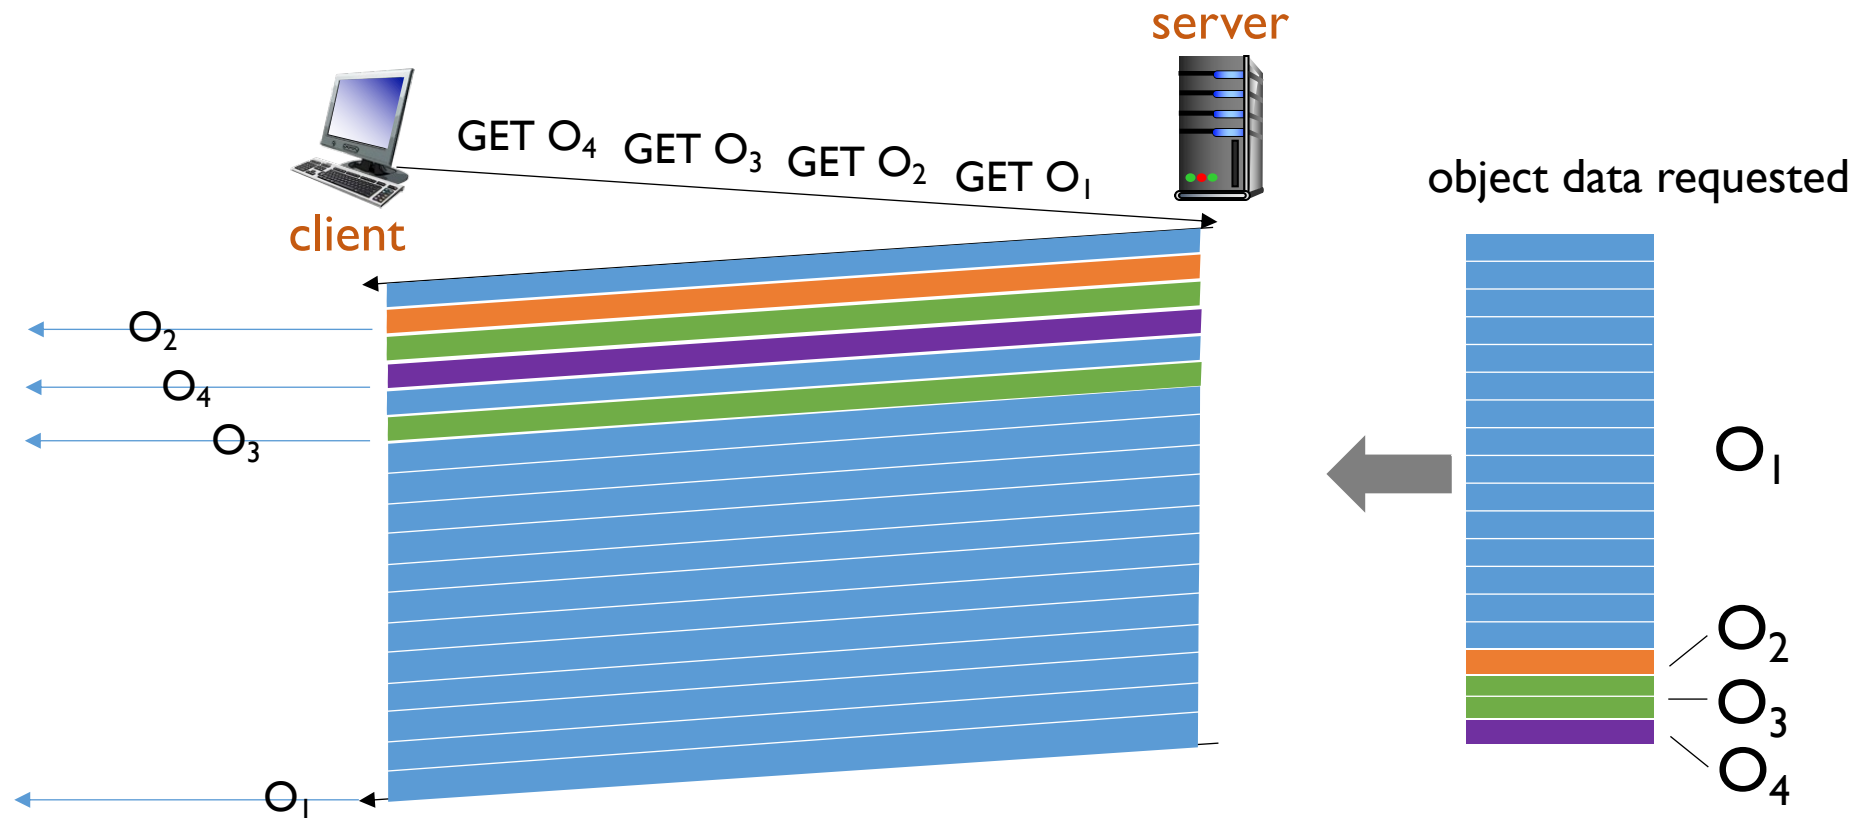 server
GET O₄ GET O₃ GET O₂ GET O₁
object data requested
client
O₂
O₄
O₃
O₁
O₂
O₃
O₄
O₁